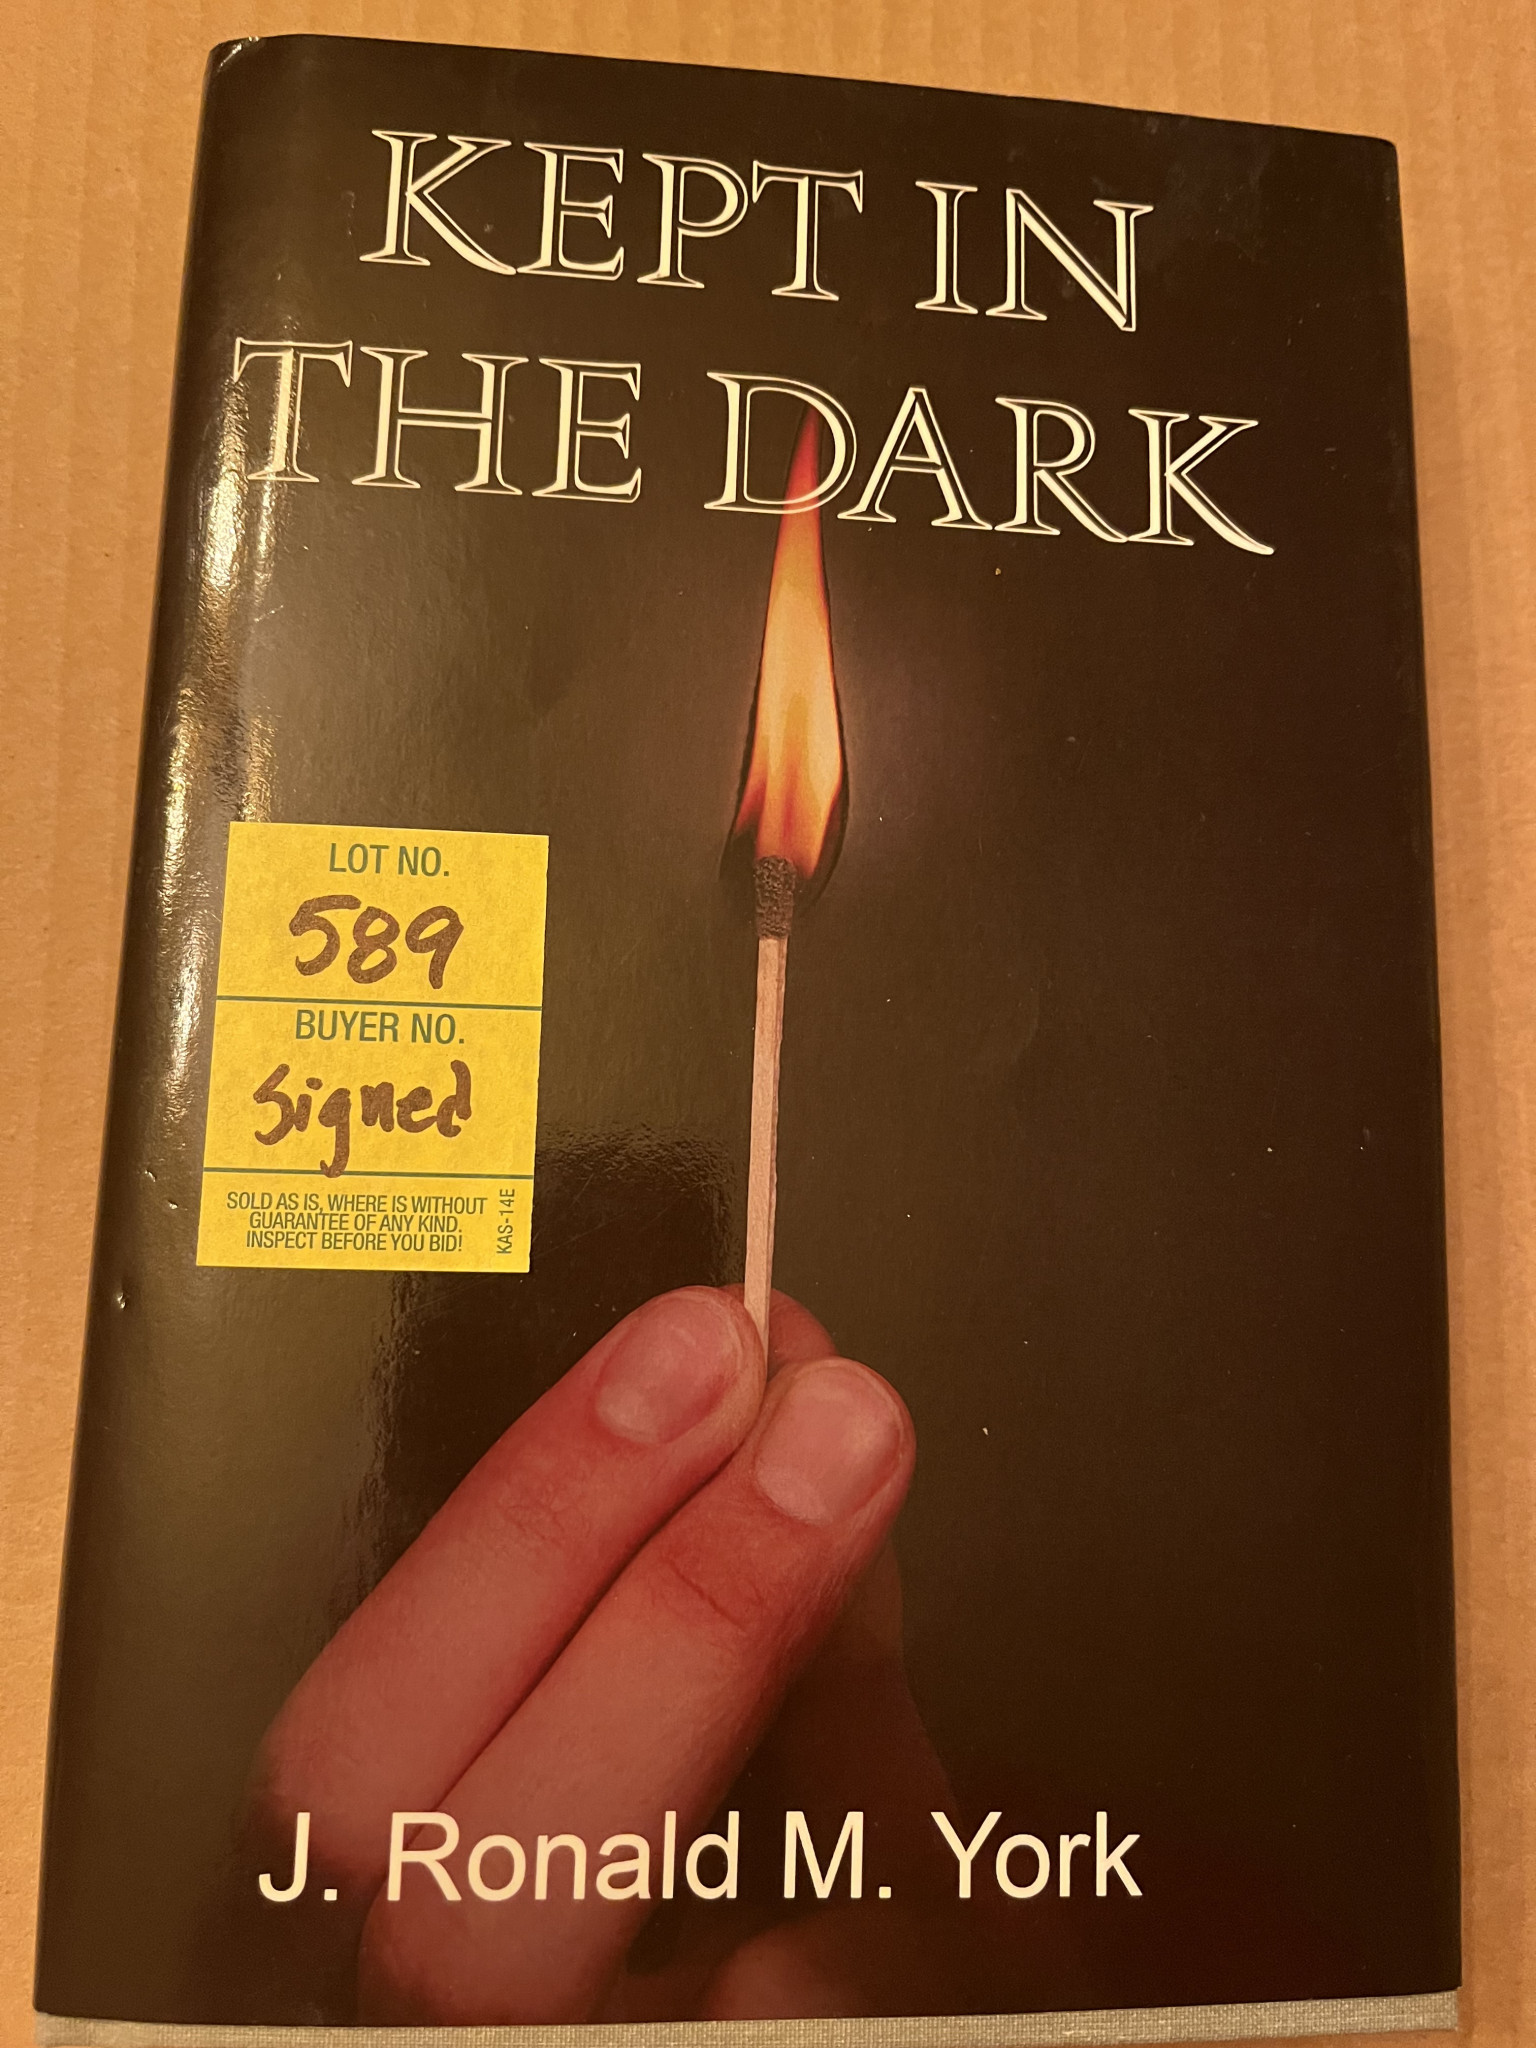 KEPT IN
THE DARK
LOT NO.
589
BUYER NO.
Signed
SOLD AS IS, WHERE IS WITHOUT
GUARANTEE OF ANY KIND.
INSPECT BEFORE YOU BID!
KAS-14E
J. Ronald M. York